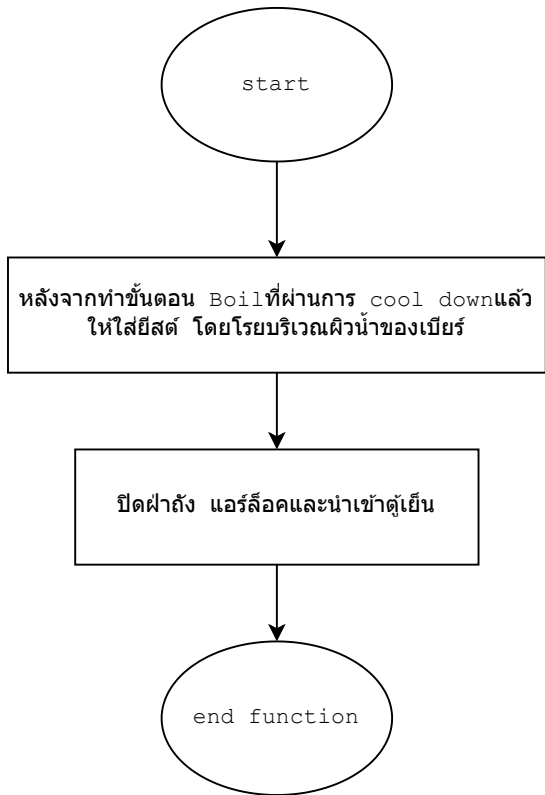 start
หลังจากทำขั้นตอน Boilที่ผ่านการ cool downแล้ว
ให้ใส่ยีสต์ โดยโรยบริเวณผิวน้ำของเบียร์
ปิดฝาถัง แอร์ล็อคและนำเข้าตู้เย็น
end function